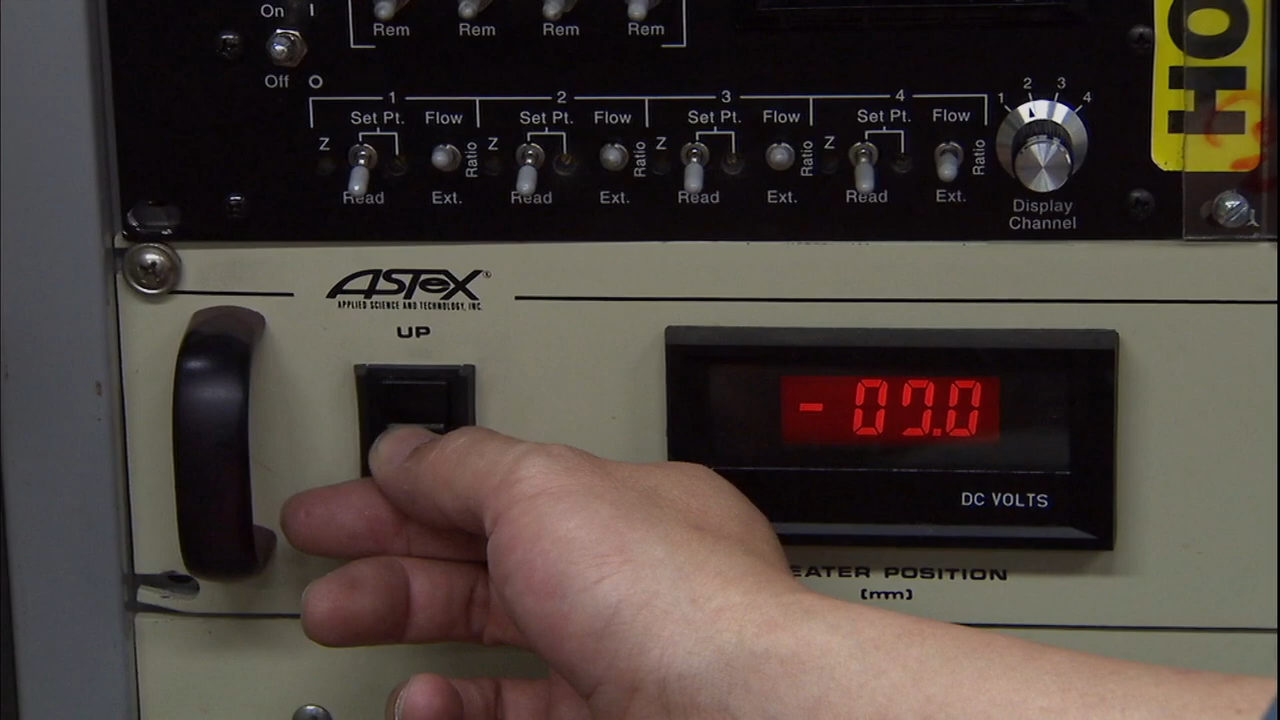 On I
Rem Rem Rem Rem
Off O
HO
1 2 3 4
1 2 3 4
Set Pt. Flow Set Pt. Flow Set Pt. Flow Set Pt. Flow
Z Ratio Z Ratio Z Ratio Z Ratio
Read Ext. Read Ext. Read Ext. Read Ext.
Display
Channel
ASTeX®
APPLIED SCIENCE AND TECHNOLOGY, INC.
UP
DC VOLTS
EATER POSITION
(mm)